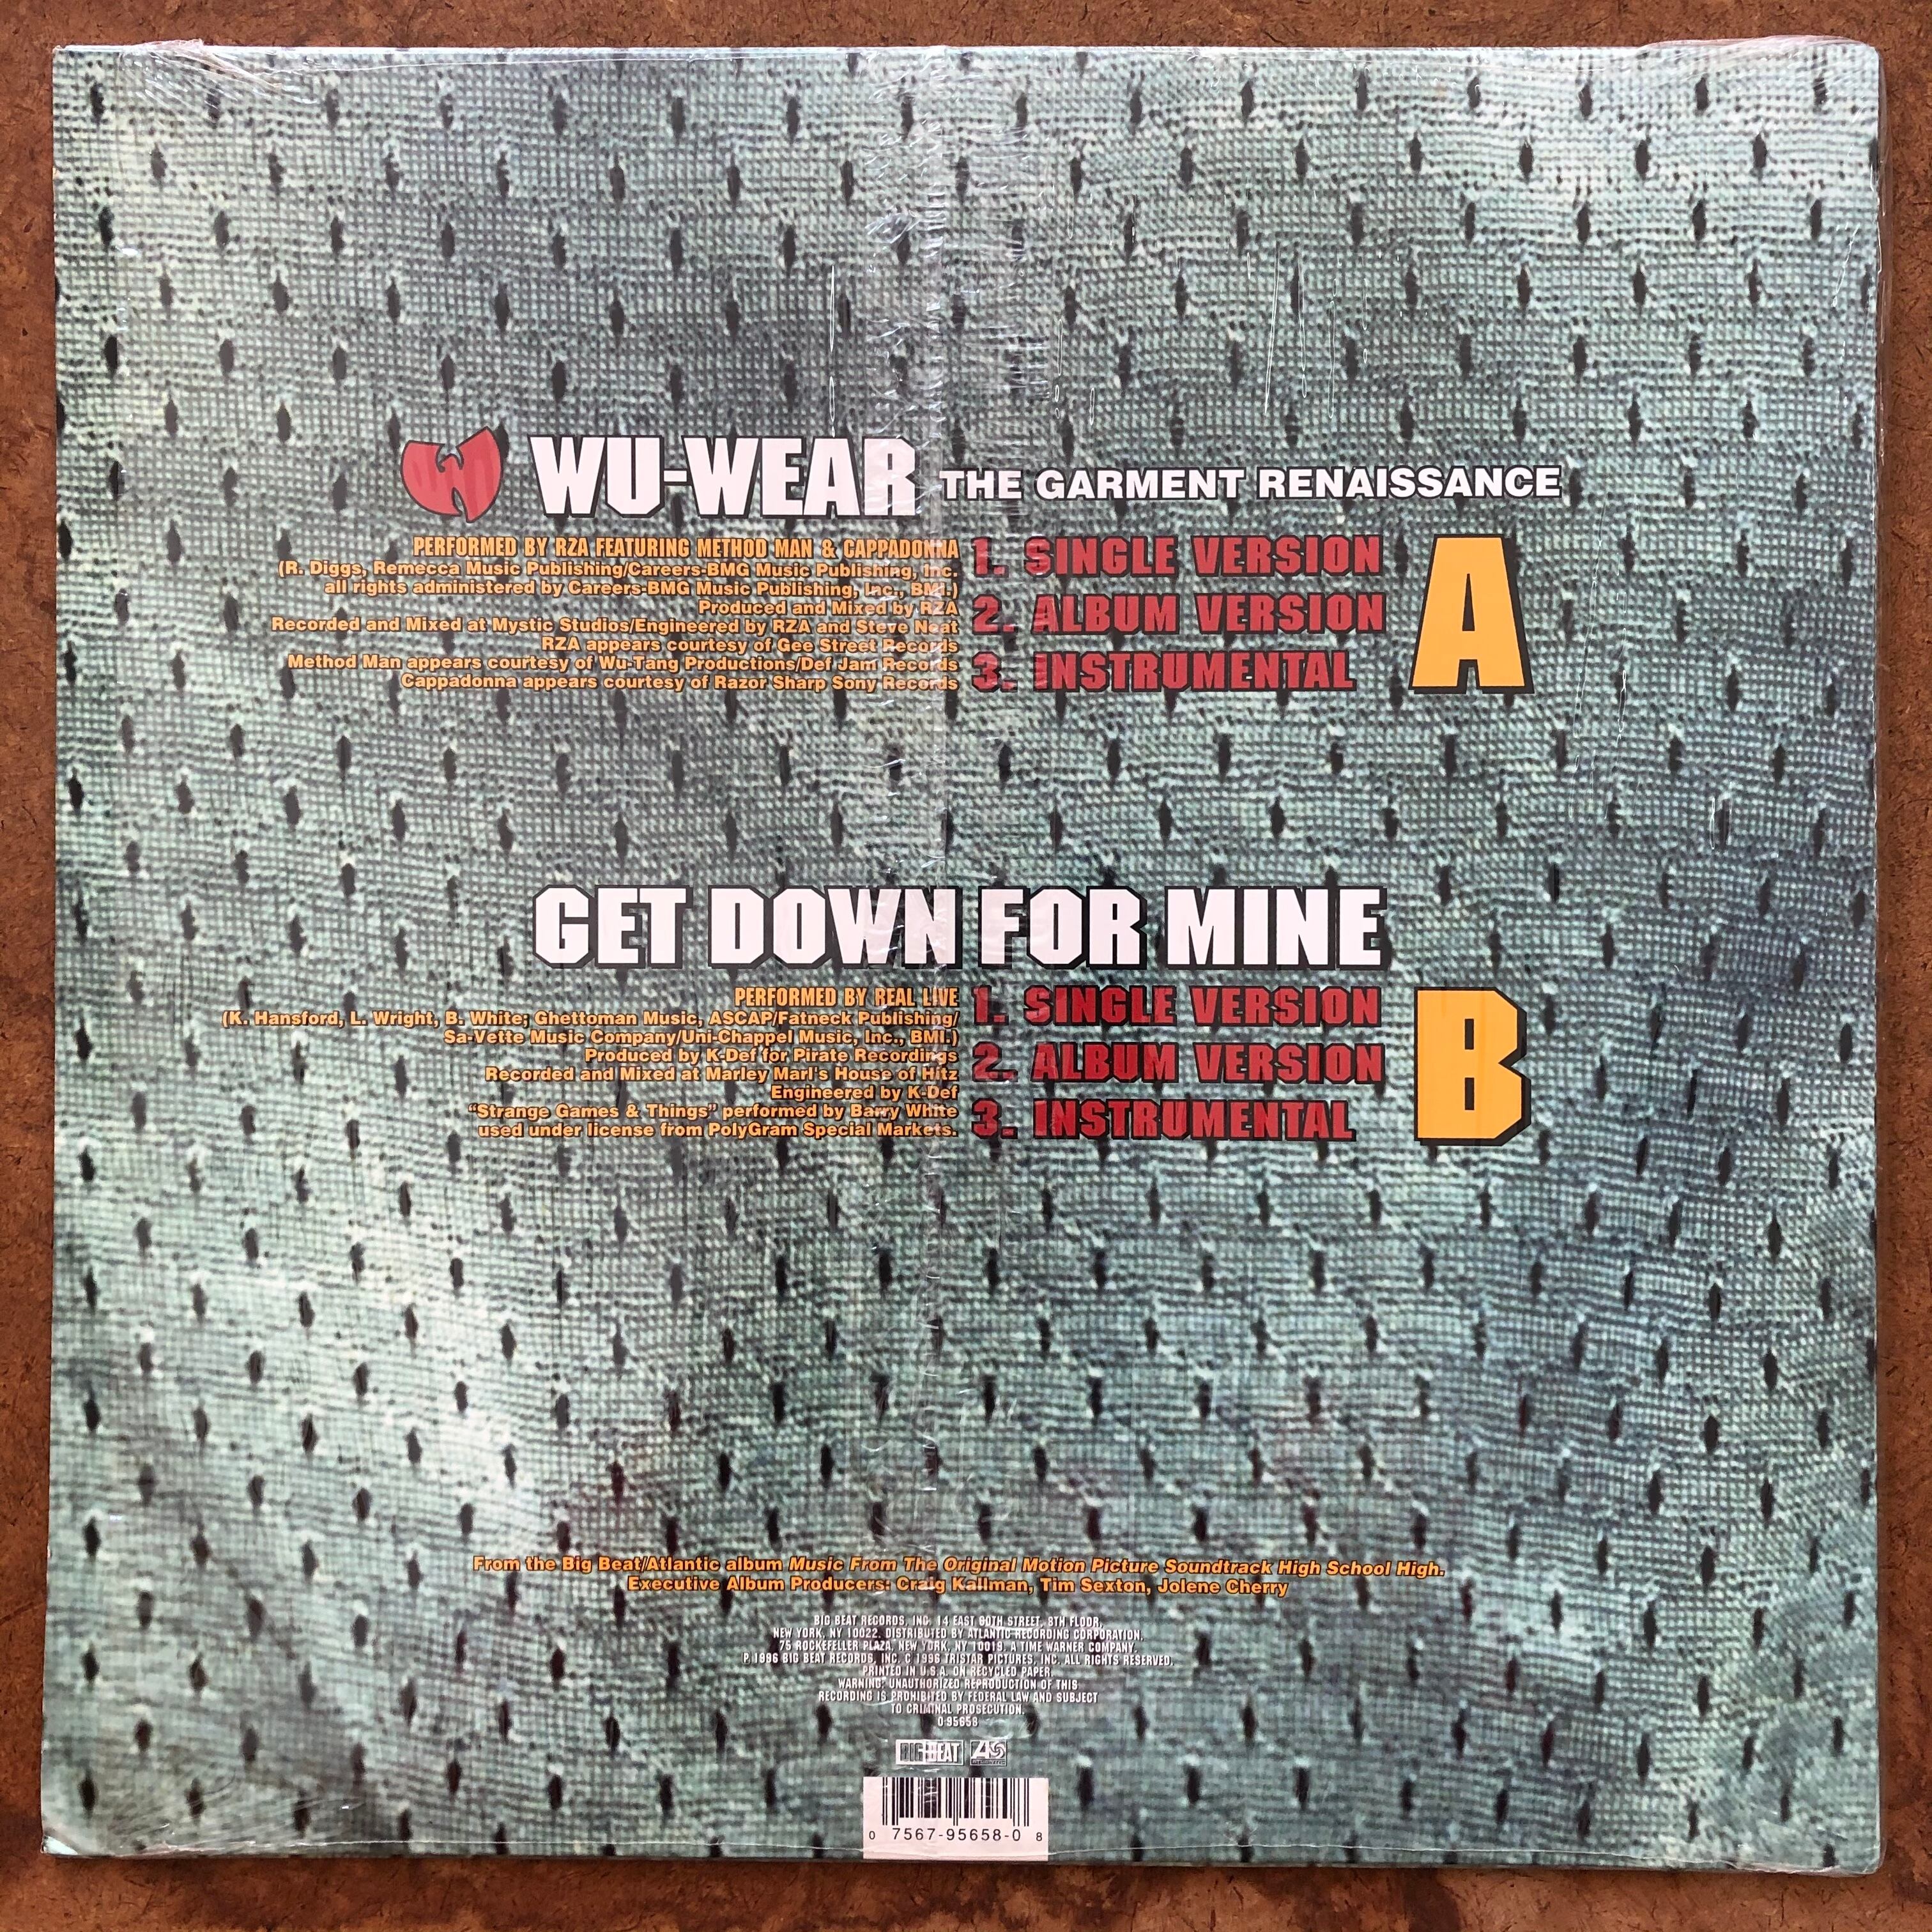 WU-WEAR THE GARMENT RENAISSANCE
PERFORMED BY RZA FEATURING METHOD MAN & CAPPADONNA
(R. Diggs, Remecca Music Publishing/Careers-BMG Music Publishing, Inc.
all rights administered by Careers-BMG Music Publishing, Inc., BMI.)
Produced and Mixed by RZA
Recorded and Mixed at Mystic Studios/Engineered by RZA and Steve Neat
RZA appears courtesy of Gee Street Records
Method Man appears courtesy of Wu-Tang Productions/Def Jam Records
Cappadonna appears courtesy of Razor Sharp Sony Records
1. SINGLE VERSION
2. ALBUM VERSION
3. INSTRUMENTAL
A
GET DOWN FOR MINE
PERFORMED BY REAL LIVE
(K. Hansford, L. Wright, B. White; Ghettoman Music, ASCAP/Fatneck Publishing/
Sa-Vette Music Company/Uni-Chappel Music, Inc., BMI.)
Produced by K-Def for Pirate Recordings
Recorded and Mixed at Marley Marl's House of Hitz
Engineered by K-Def
"Strange Games & Things" performed by Barry White
used under license from PolyGram Special Markets.
1. SINGLE VERSION
2. ALBUM VERSION
3. INSTRUMENTAL
B
From the Big Beat/Atlantic album Music From The Original Motion Picture Soundtrack High School High.
Executive Album Producers: Craig Kallman, Tim Sexton, Jolene Cherry
BIG BEAT RECORDS, INC. 14 EAST 60TH STREET, 8TH FLOOR,
NEW YORK, NY 10022. DISTRIBUTED BY ATLANTIC RECORDING CORPORATION,
75 ROCKEFELLER PLAZA, NEW YORK, NY 10019. A TIME WARNER COMPANY.
P 1996 BIG BEAT RECORDS, INC. C 1996 TRISTAR PICTURES, INC. ALL RIGHTS RESERVED.
PRINTED IN U.S.A. ON RECYCLED PAPER
WARNING: UNAUTHORIZED REPRODUCTION OF THIS
RECORDING IS PROHIBITED BY FEDERAL LAW AND SUBJECT
TO CRIMINAL PROSECUTION.
0-95658
BIG BEAT
0 7567-95658-0 8